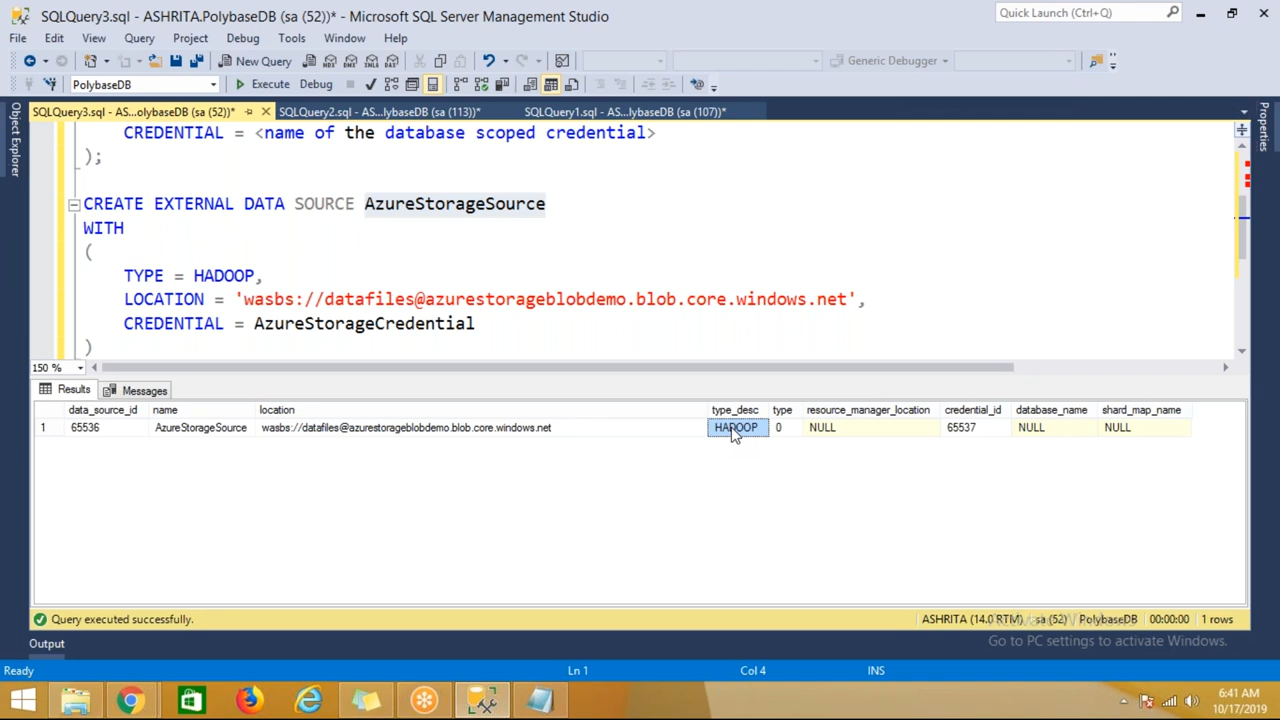 SQLQuery3.sql - ASHRITA.PolybaseDB (sa (52))* - Microsoft SQL Server Management Studio
Quick Launch (Ctrl+Q)
File Edit View Query Project Debug Tools Window Help
New Query
Generic Debugger
PolybaseDB
Execute Debug
SQLQuery3.sql - AS...olybaseDB (sa (52))*
SQLQuery2.sql - AS...lybaseDB (sa (113))*
SQLQuery1.sql - AS...lybaseDB (sa (107))*
Object Explorer
Properties
CREDENTIAL = <name of the database scoped credential>
);
CREATE EXTERNAL DATA SOURCE AzureStorageSource
WITH
(
TYPE = HADOOP,
LOCATION = 'wasbs://datafiles@azurestorageblobdemo.blob.core.windows.net',
CREDENTIAL = AzureStorageCredential
)
150 %
Results Messages
data_source_id name location type_desc type resource_manager_location credential_id database_name shard_map_name
1 65536 AzureStorageSource wasbs://datafiles@azurestorageblobdemo.blob.core.windows.net HADOOP 0 NULL 65537 NULL NULL
Query executed successfully.
ASHRITA (14.0 RTM) sa (52) PolybaseDB 00:00:00 1 rows
Activate Windows
Go to PC settings to activate Windows.
Output
Ready Ln 1 Col 4 INS
6:41 AM
10/17/2019